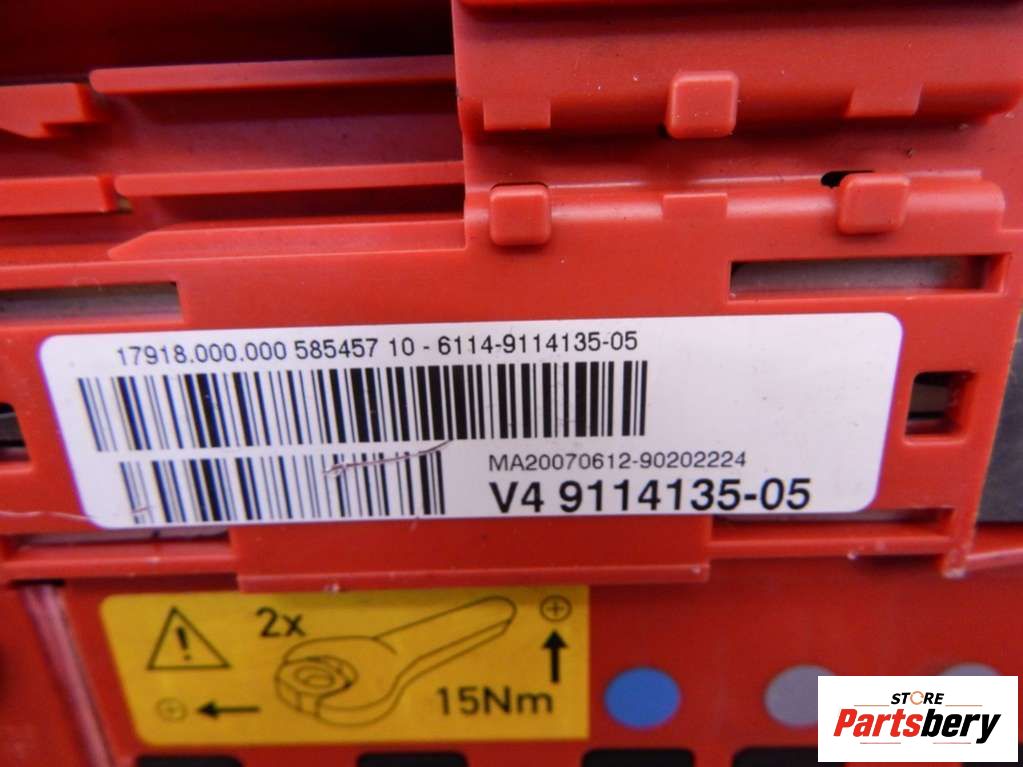 17918.000.000 585457 10 - 6114-9114135-05
MA20070612-90202224
V4 9114135-05
2x
15Nm
STORE
Partsbery